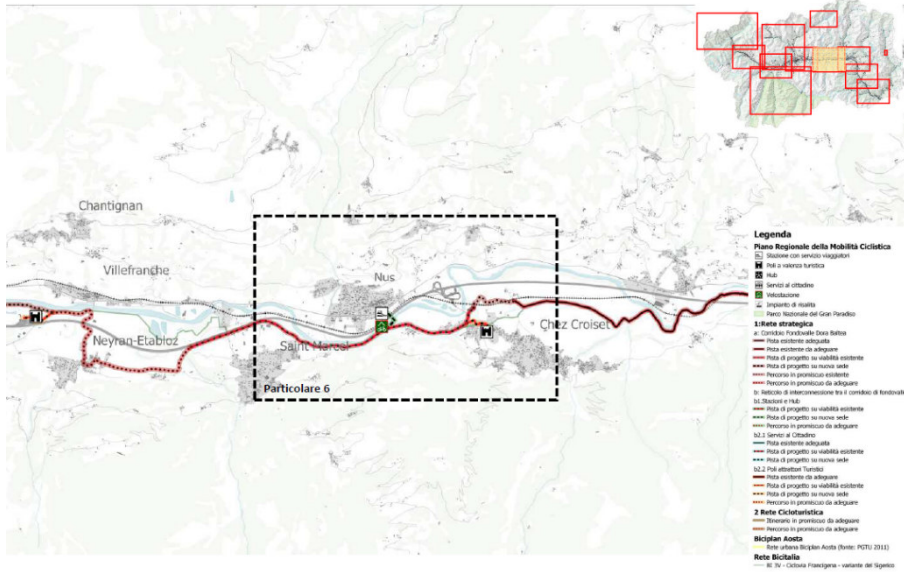 Chantignan
Villefranche
Nus
Neyran-Etabloz
Saint Marcel
Chez Croiset
Particolare 6
Legenda
Piano Regionale della Mobilità Ciclistica
Stazione con servizio viaggiatori
Poli a valenza turistica
Hub
Servizi al cittadino
Velostazione
Impianto di risalita
Parco Nazionale del Gran Paradiso
1:Rete strategica
a: Corridoio Fondovalle Dora Baltea
Pista esistente adeguata
Pista esistente da adeguare
Pista di progetto su viabilità esistente
Pista di progetto su nuova sede
Percorso in promiscuo esistente
Percorso in promiscuo da adeguare
b: Reticolo di interconnessione tra il corridoio di fondovalle
b1.Stazioni e Hub
Pista di progetto su viabilità esistente
Pista di progetto su nuova sede
Percorso in promiscuo da adeguare
b2.1 Servizi al Cittadino
Pista esistente adeguata
Pista di progetto su viabilità esistente
Pista di progetto su nuova sede
b2.2 Poli attrattori Turistici
Pista esistente da adeguare
Pista di progetto su viabilità esistente
Pista di progetto su nuova sede
Percorso in promiscuo da adeguare
2 Rete Cicloturistica
Itinerario in promiscuo da adeguare
Percorso in promiscuo da adeguare
Biciplan Aosta
Rete urbana Biciplan Aosta (fonte: PGTU 2011)
Rete Bicitalia
BI 3V - Ciclovia Francigena - variante del Sigerico